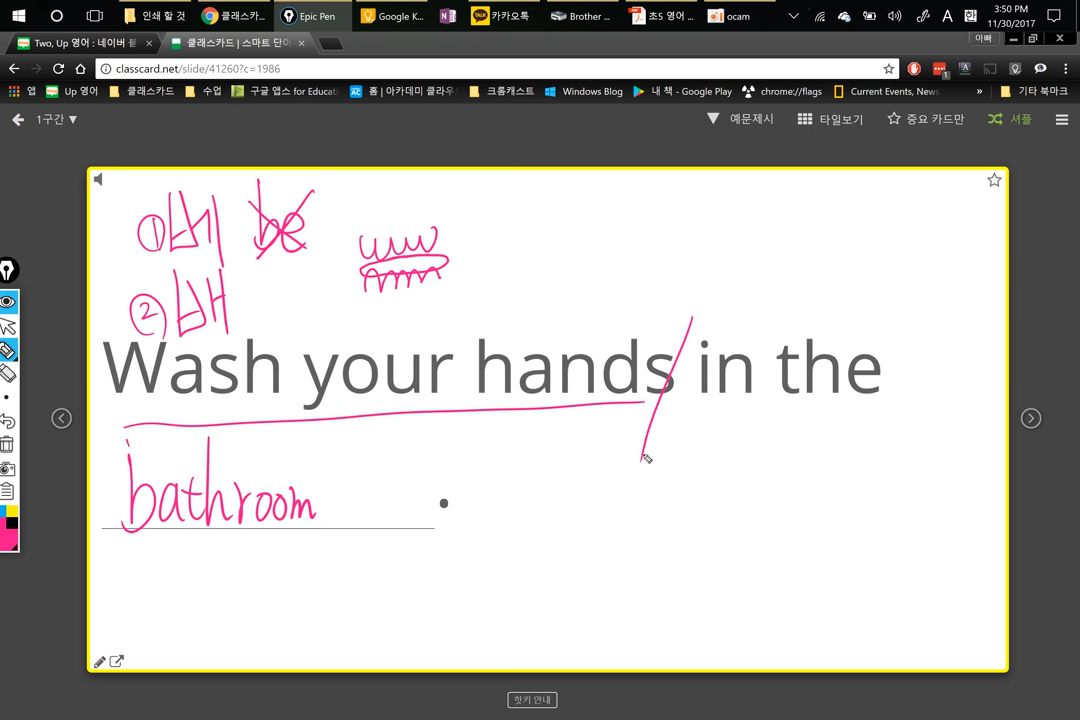 인쇄 할 것
클래스카...
Epic Pen
Google K...
카카오톡
Brother ...
초5 영어 ...
ocam
A
한
3:50 PM
11/30/2017
Two, Up 영어 : 네이버 블
클래스카드 | 스마트 단어
아빠
classcard.net/slide/41260?c=1986
앱
Up 영어
클래스카드
수업
구글 앱스 for Educati
홈 | 아카데미 클라우
크롬캐스트
Windows Blog
내 책 - Google Play
chrome://flags
Current Events, News
»
기타 북마크
1구간 ▼
예문제시
타일보기
중요 카드만
셔플
① 버 be
② 버
Wash your hands / in the
bathroom .
핫키 안내